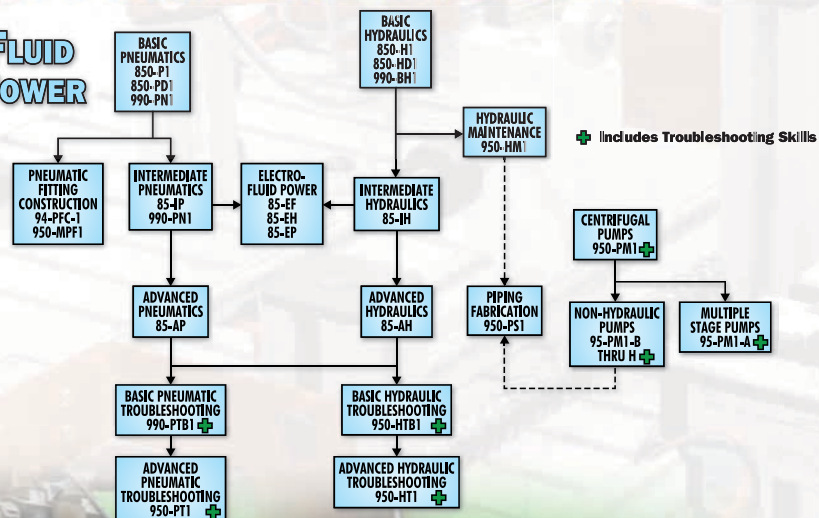 FLUID
POWER
BASIC
PNEUMATICS
850-P1
850-PD1
990-PN1
BASIC
HYDRAULICS
850-H1
850-HD1
990-BH1
HYDRAULIC
MAINTENANCE
950-HM1
Includes Troubleshooting Skills
PNEUMATIC
FITTING
CONSTRUCTION
94-PFC-1
950-MPF1
INTERMEDIATE
PNEUMATICS
85-IP
990-PN1
ELECTRO-
FLUID POWER
85-EF
85-EH
85-EP
INTERMEDIATE
HYDRAULICS
85-IH
CENTRIFUGAL
PUMPS
950-PM1
ADVANCED
PNEUMATICS
85-AP
ADVANCED
HYDRAULICS
85-AH
PIPING
FABRICATION
950-PS1
NON-HYDRAULIC
PUMPS
95-PM1-B
THRU H
MULTIPLE
STAGE PUMPS
95-PM1-A
BASIC PNEUMATIC
TROUBLESHOOTING
990-PTB1
BASIC HYDRAULIC
TROUBLESHOOTING
950-HTB1
ADVANCED
PNEUMATIC
TROUBLESHOOTING
950-PT1
ADVANCED HYDRAULIC
TROUBLESHOOTING
950-HT1